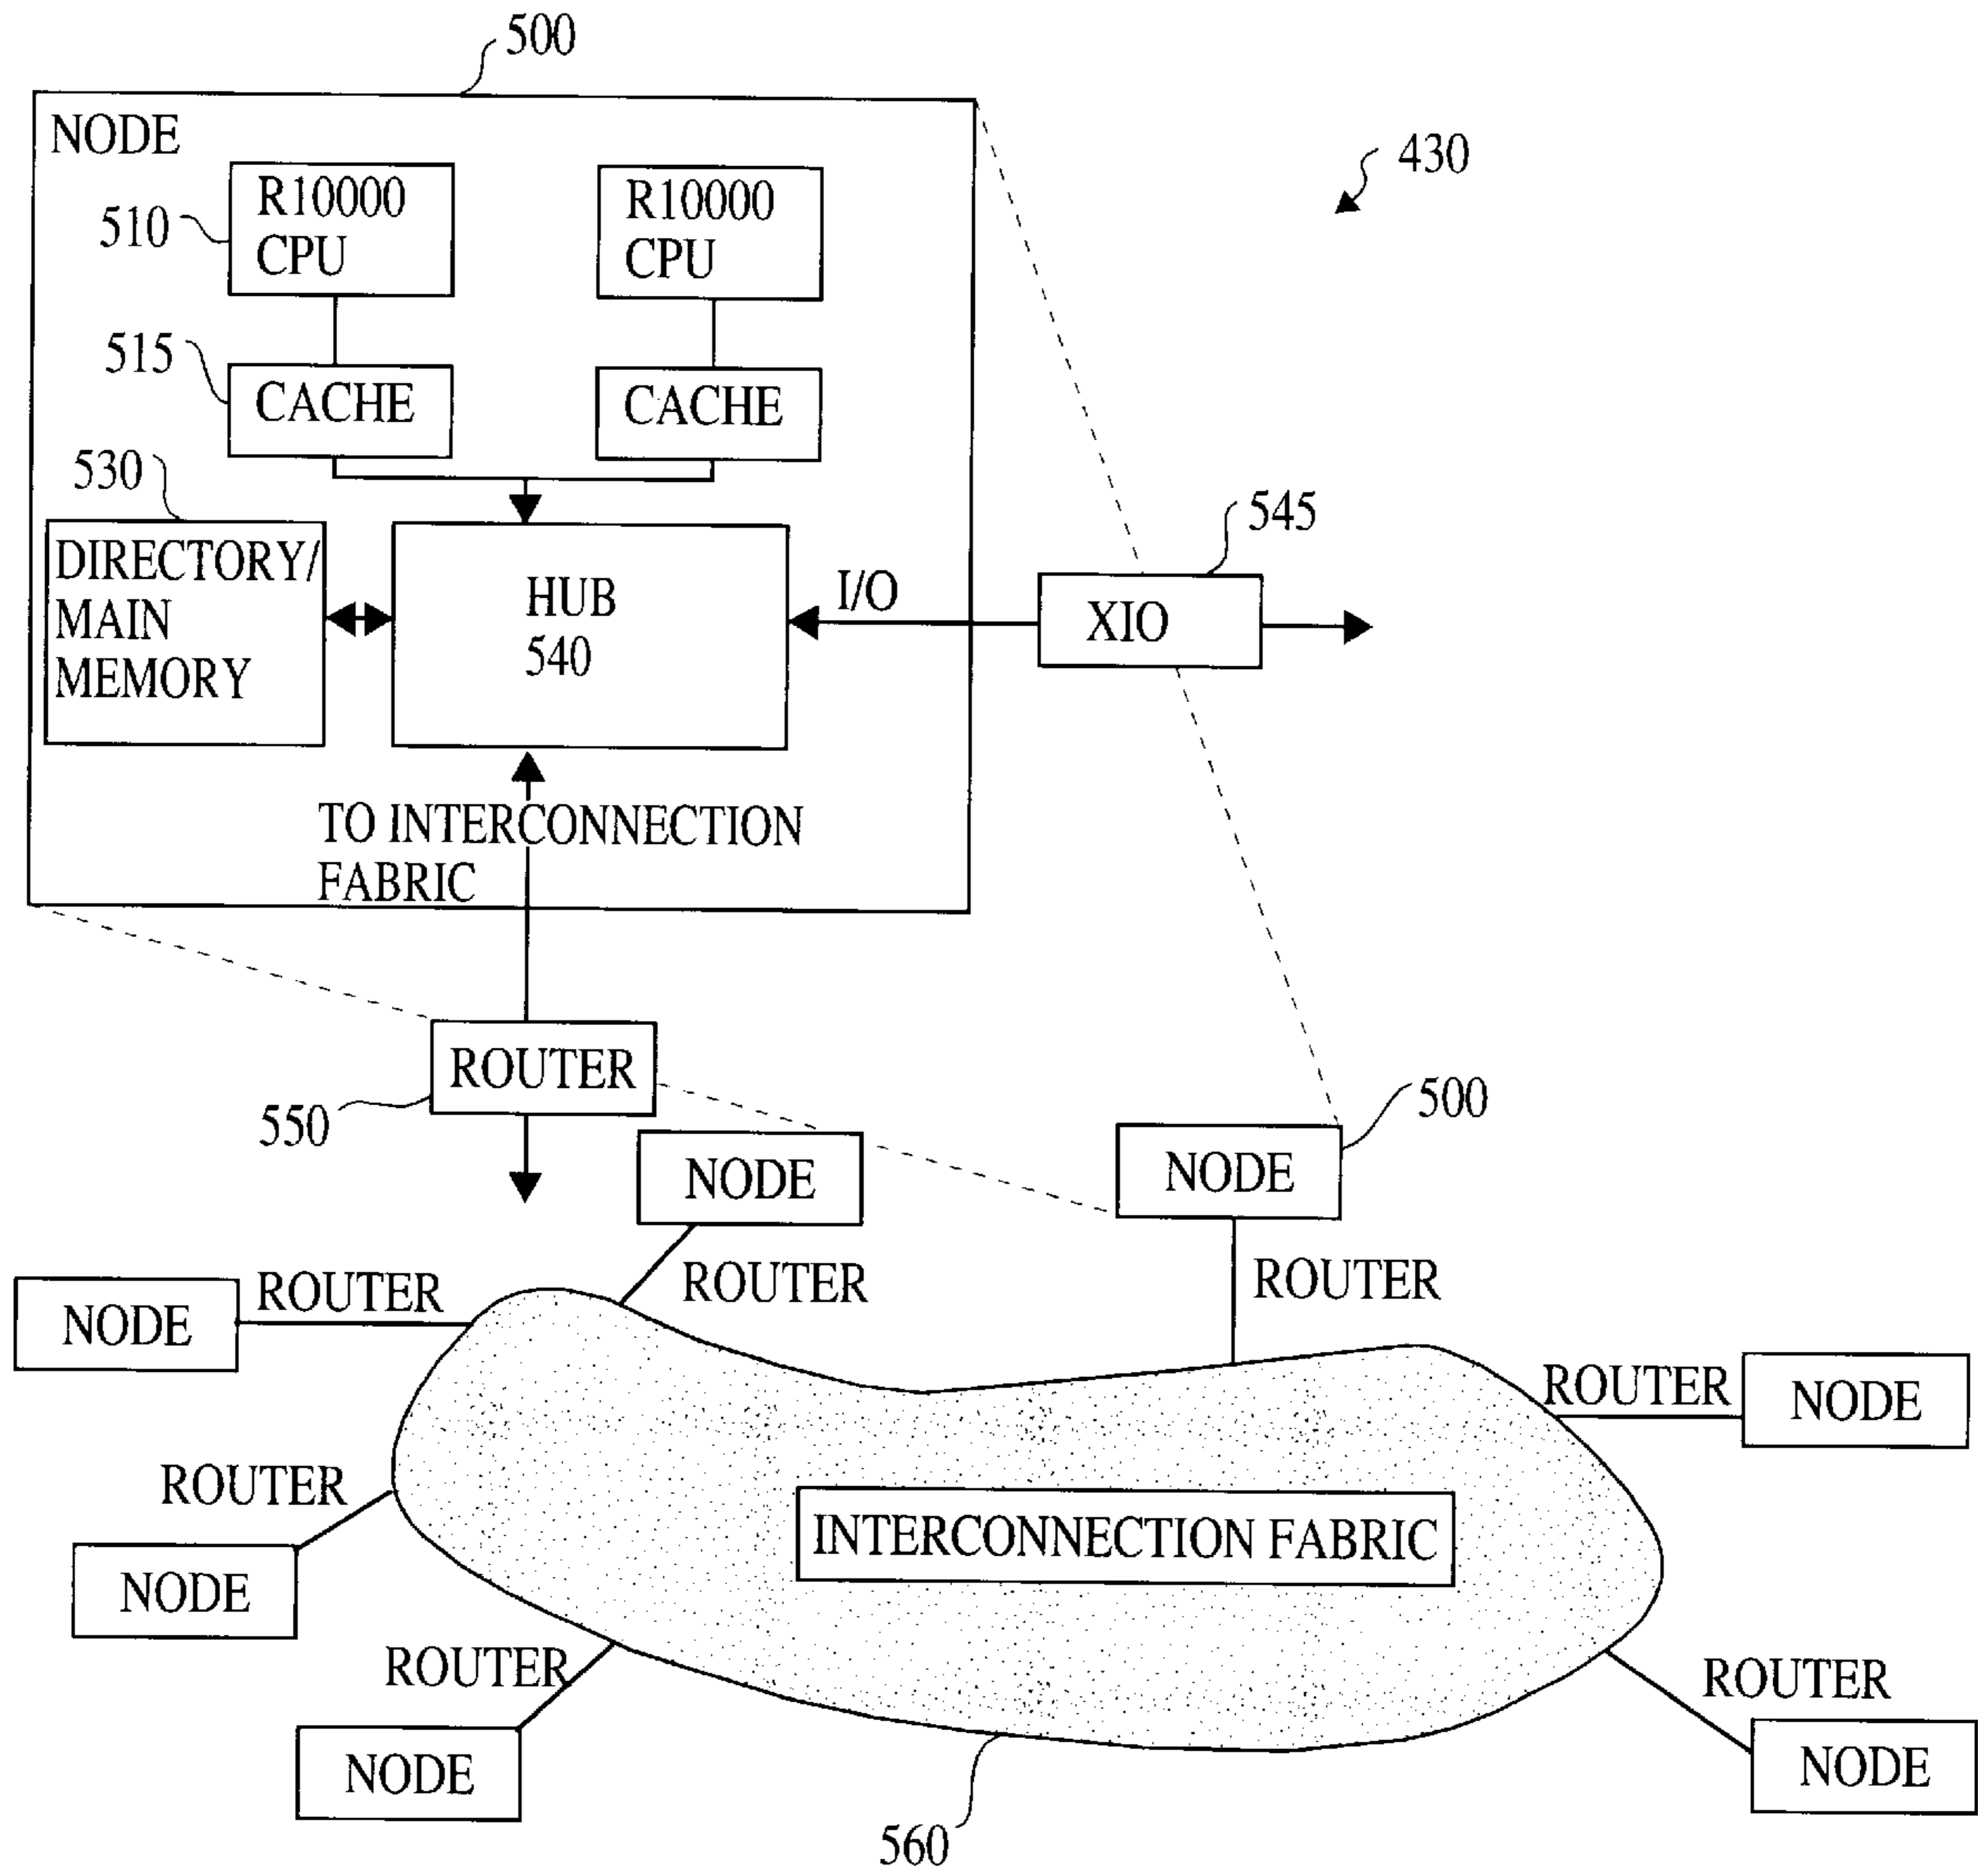 500
NODE
430
R10000
CPU
R10000
CPU
510
515
CACHE
CACHE
530
545
DIRECTORY/
MAIN
MEMORY
HUB
540
I/O
XIO
TO INTERCONNECTION
FABRIC
ROUTER
550
500
NODE
NODE
ROUTER
ROUTER
ROUTER
NODE
ROUTER
NODE
ROUTER
INTERCONNECTION FABRIC
NODE
ROUTER
ROUTER
NODE
NODE
560